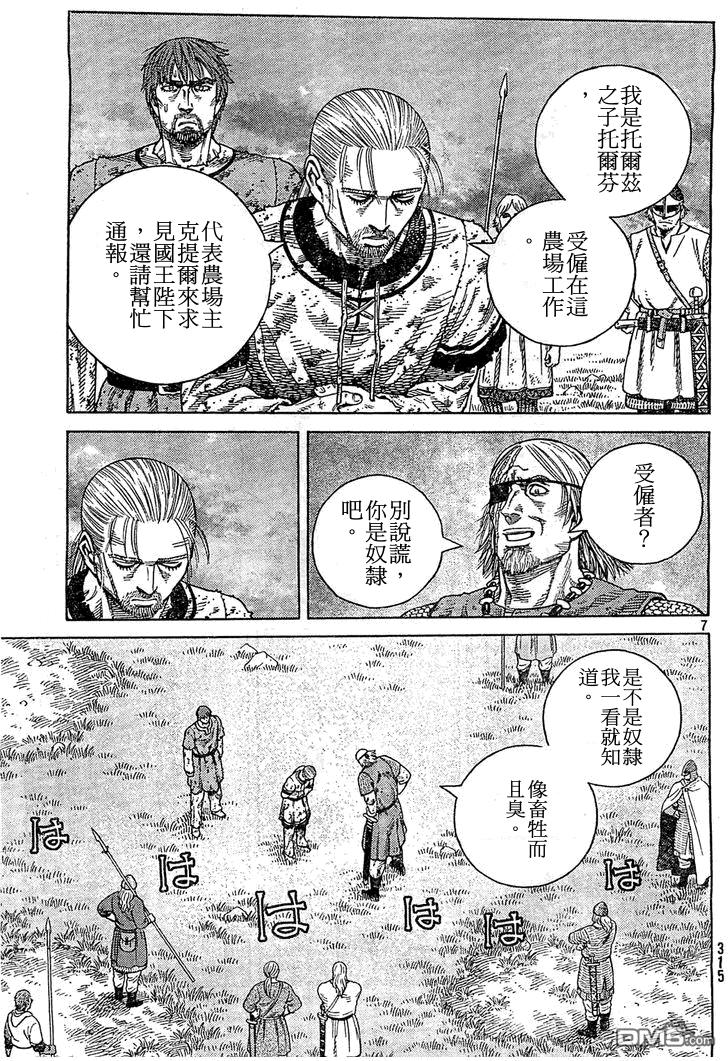 我是托爾茲
之子托爾芬
，
受僱在這
農場工作
。
代表農場主
克提爾來求
見國王陛下
，還請幫忙
通報。
受僱者？
別說謊，
你是奴隸
吧。
7
是不是奴隸
我一看就知
道。
像畜牲而
且臭。
は
は
は
は
は
は
315
DM5.com